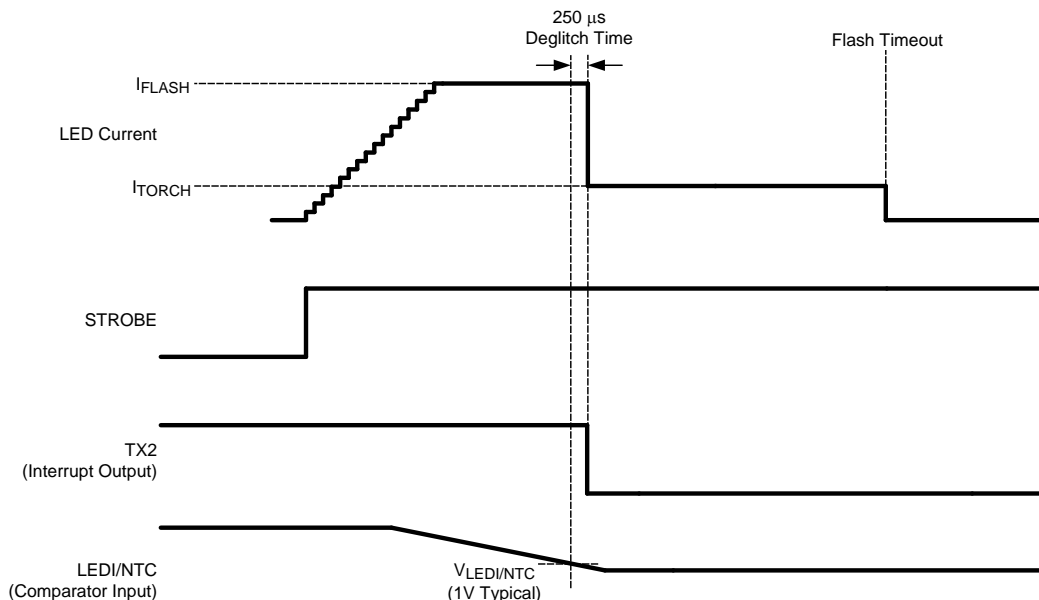 250 μs
Deglitch Time
Flash Timeout
IFLASH
LED Current
ITORCH
STROBE
TX2
(Interrupt Output)
LEDI/NTC
(Comparator Input)
VLEDI/NTC
(1V Typical)